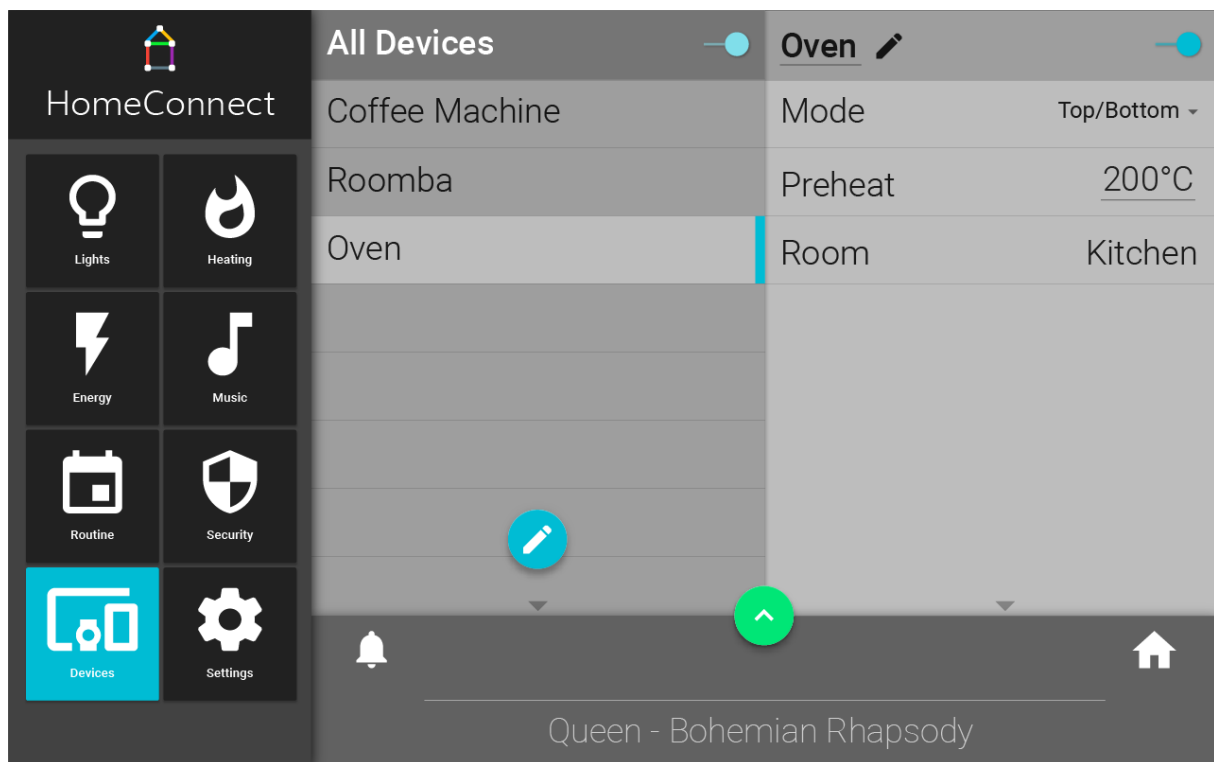 HomeConnect
Lights
Heating
Energy
Music
Routine
Security
Devices
Settings
All Devices
Coffee Machine
Roomba
Oven
Oven
Mode Top/Bottom
Preheat 200°C
Room Kitchen
Queen - Bohemian Rhapsody